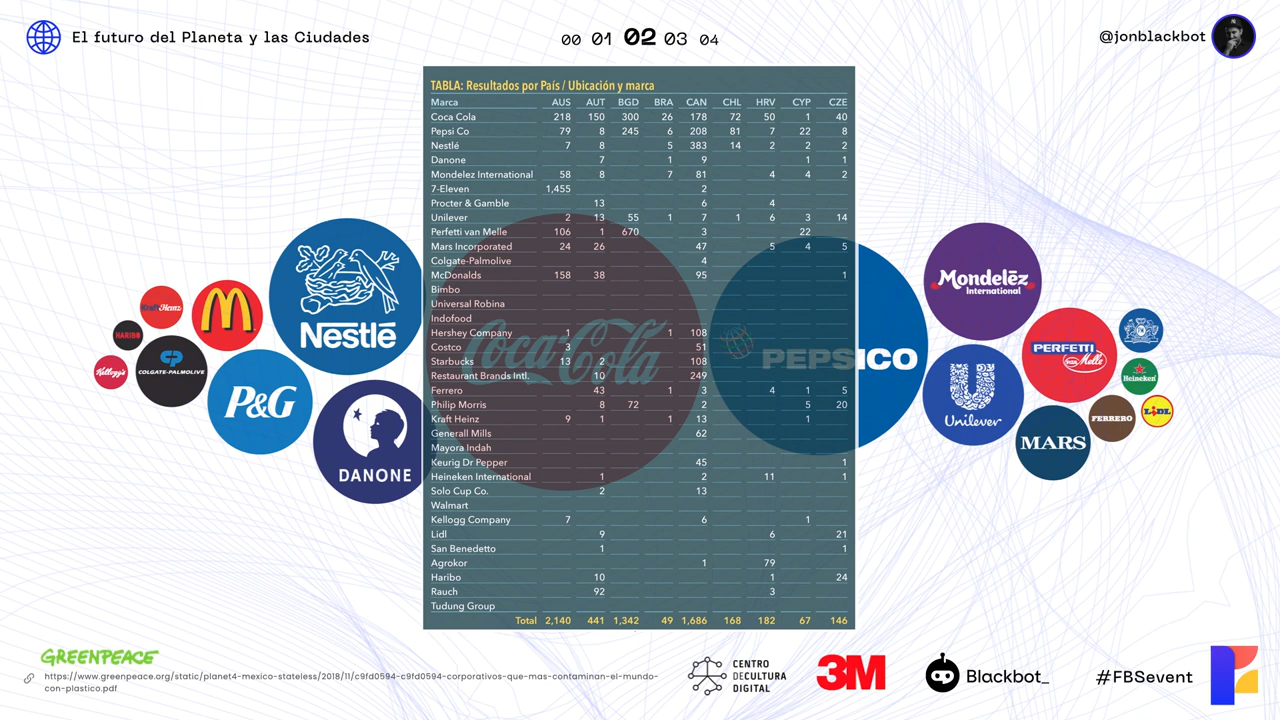 El futuro del Planeta y las Ciudades
00 01 02 03 04
@jonblackbot
TABLA: Resultados por País / Ubicación y marca
Marca AUS AUT BGD BRA CAN CHL HRV CYP CZE
Coca Cola 218 150 300 26 178 72 50 1 40
Pepsi Co 79 8 245 6 208 81 7 22 8
Nestlé 7 8 5 383 14 2 2 2
Danone 7 1 9 1 1
Mondelez International 58 8 7 81 4 4 2
7-Eleven 1,455 2
Procter & Gamble 13 6 4
Unilever 2 13 55 1 7 1 6 3 14
Perfetti van Melle 106 1 670 3 22
Mars Incorporated 24 26 47 5 4 5
Colgate-Palmolive 4
McDonalds 158 38 95 1
Bimbo
Universal Robina
Indofood
Hershey Company 1 1 108
Costco 3 51
Starbucks 13 2 108
Restaurant Brands Intl. 10 249
Ferrero 43 1 3 4 1 5
Philip Morris 8 72 2 5 20
Kraft Heinz 9 1 1 13 1
Generall Mills 62
Mayora Indah
Keurig Dr Pepper 45 1
Heineken International 1 2 11 1
Solo Cup Co. 2 13
Walmart
Kellogg Company 7 6 1
Lidl 9 6 21
San Benedetto 1 1
Agrokor 1 79
Haribo 10 1 24
Rauch 92 3
Tudung Group
Total 2,140 441 1,342 49 1,686 168 182 67 146
Kraft Heinz
M
Nestlé
HARIBO
Kellogg's
COLGATE-PALMOLIVE
P&G
DANONE
Coca Cola
PEPSICO
Mondelēz
International
PERFETTI
van Melle
Unilever
Heineken
FERRERO
LiDL
MARS
GREENPEACE
https://www.greenpeace.org/static/planet4-mexico-stateless/2018/11/c9fd0594-c9fd0594-corporativos-que-mas-contaminan-el-mundo-
con-plastico.pdf
CENTRO
DECULTURA
DIGITAL
3M
Blackbot_
#FBSevent